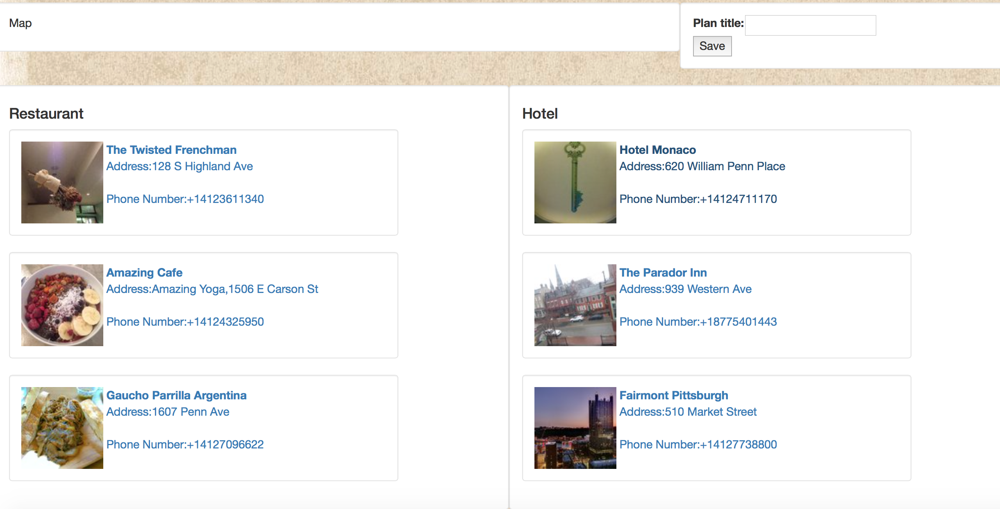 Map
Plan title:
Save
Restaurant
The Twisted Frenchman
Address:128 S Highland Ave
Phone Number:+14123611340
Amazing Cafe
Address:Amazing Yoga,1506 E Carson St
Phone Number:+14124325950
Gaucho Parrilla Argentina
Address:1607 Penn Ave
Phone Number:+14127096622
Hotel
Hotel Monaco
Address:620 William Penn Place
Phone Number:+14124711170
The Parador Inn
Address:939 Western Ave
Phone Number:+18775401443
Fairmont Pittsburgh
Address:510 Market Street
Phone Number:+14127738800